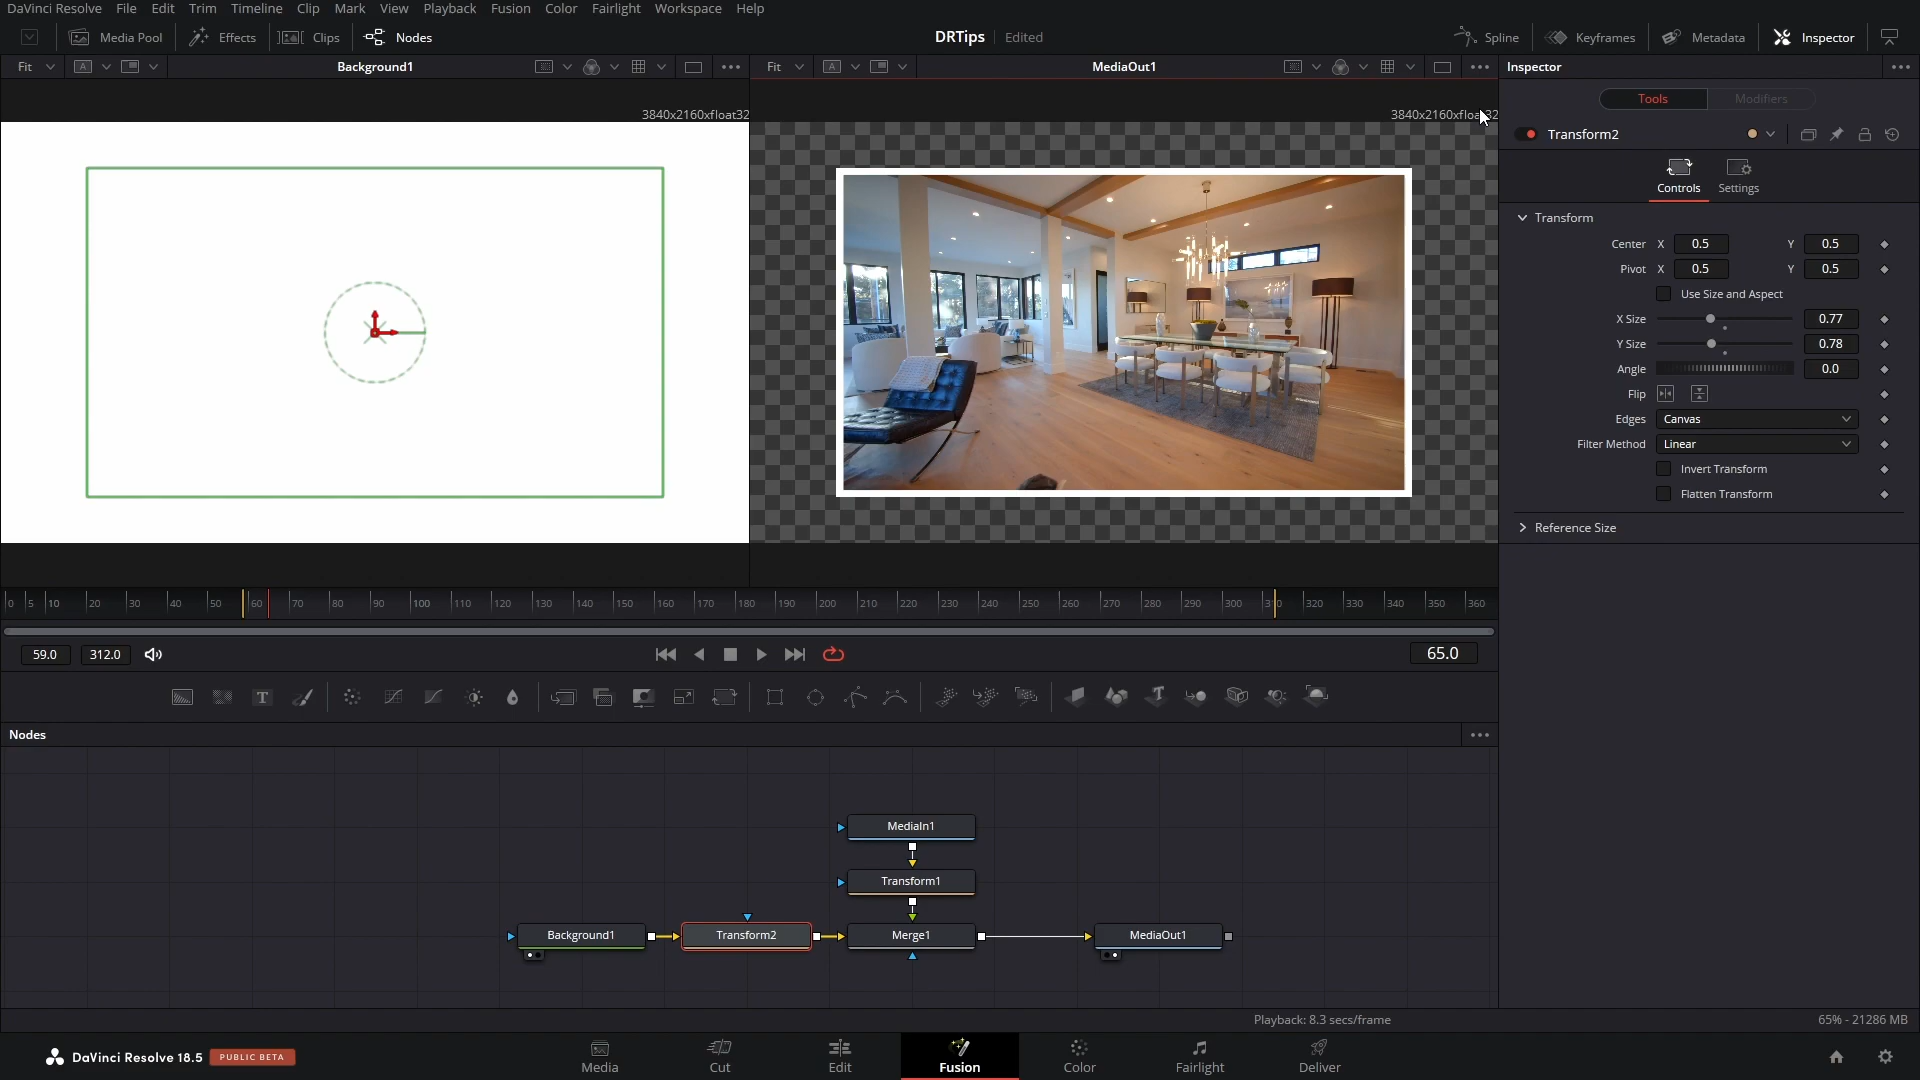 DaVinci Resolve File Edit Trim Timeline Clip Mark View Playback Fusion Color Fairlight Workspace Help
Media Pool Effects Clips Nodes DRTips Edited Spline Keyframes Metadata Inspector
Fit A Background1 Fit A MediaOut1 Inspector
3840x2160xfloat32 3840x2160xfloat32
Tools Modifiers
Transform2
Controls Settings
Transform
Center X 0.5 Y 0.5
Pivot X 0.5 Y 0.5
Use Size and Aspect
X Size 0.77
Y Size 0.78
Angle 0.0
Flip
Edges Canvas
Filter Method Linear
Invert Transform
Flatten Transform
Reference Size
0 5 10 20 30 40 50 60 70 80 90 100 110 120 130 140 150 160 170 180 190 200 210 220 230 240 250 260 270 280 290 300 310 320 330 340 350 360
59.0 312.0 65.0
T
Nodes
MediaIn1
Transform1
Background1 Transform2 Merge1 MediaOut1
Playback: 8.3 secs/frame 65% - 21286 MB
DaVinci Resolve 18.5 PUBLIC BETA
Media Cut Edit Fusion Color Fairlight Deliver